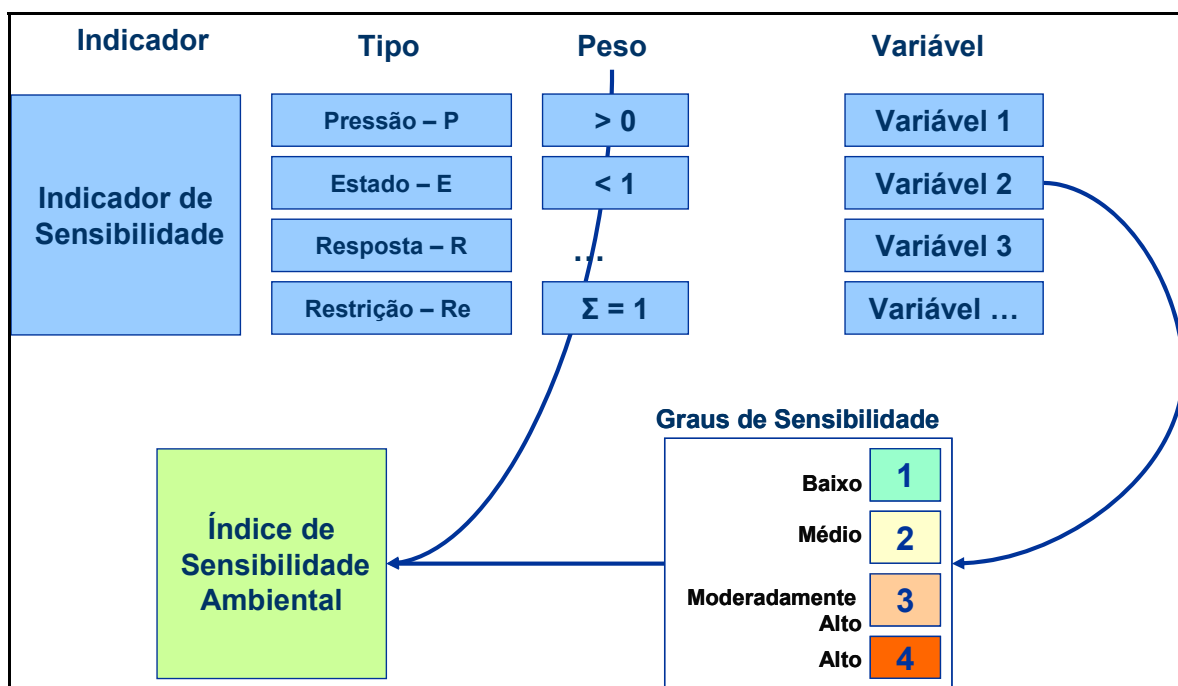 Indicador
Tipo
Peso
Variável
Indicador de
Sensibilidade
Pressão – P
> 0
Variável 1
Estado – E
< 1
Variável 2
Resposta – R
...
Variável 3
Restrição – Re
Σ = 1
Variável ...
Graus de Sensibilidade
Baixo
1
Médio
2
Moderadamente
Alto
3
Alto
4
Índice de
Sensibilidade
Ambiental